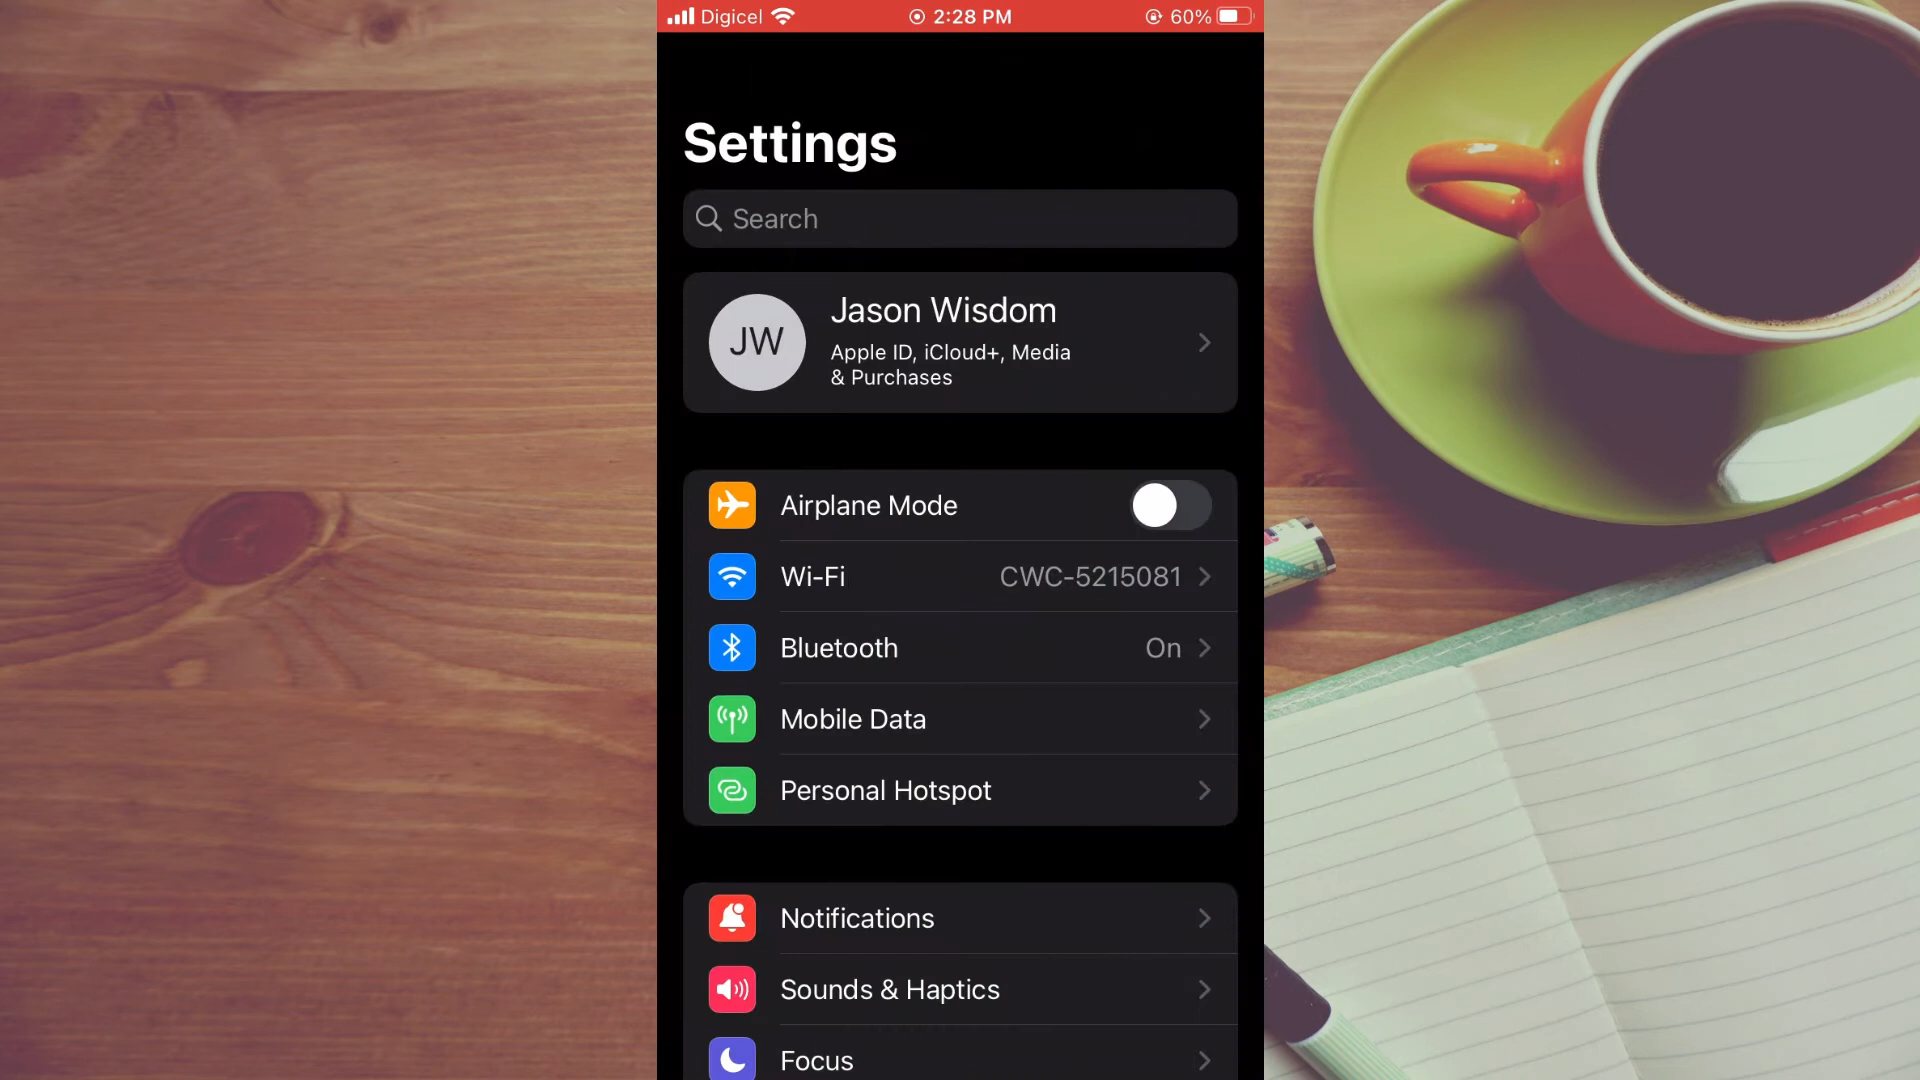 Digicel 2:28 PM 60%
Settings
Search
JW
Jason Wisdom
Apple ID, iCloud+, Media
& Purchases
Airplane Mode
Wi-Fi CWC-5215081
Bluetooth On
Mobile Data
Personal Hotspot
Notifications
Sounds & Haptics
Focus